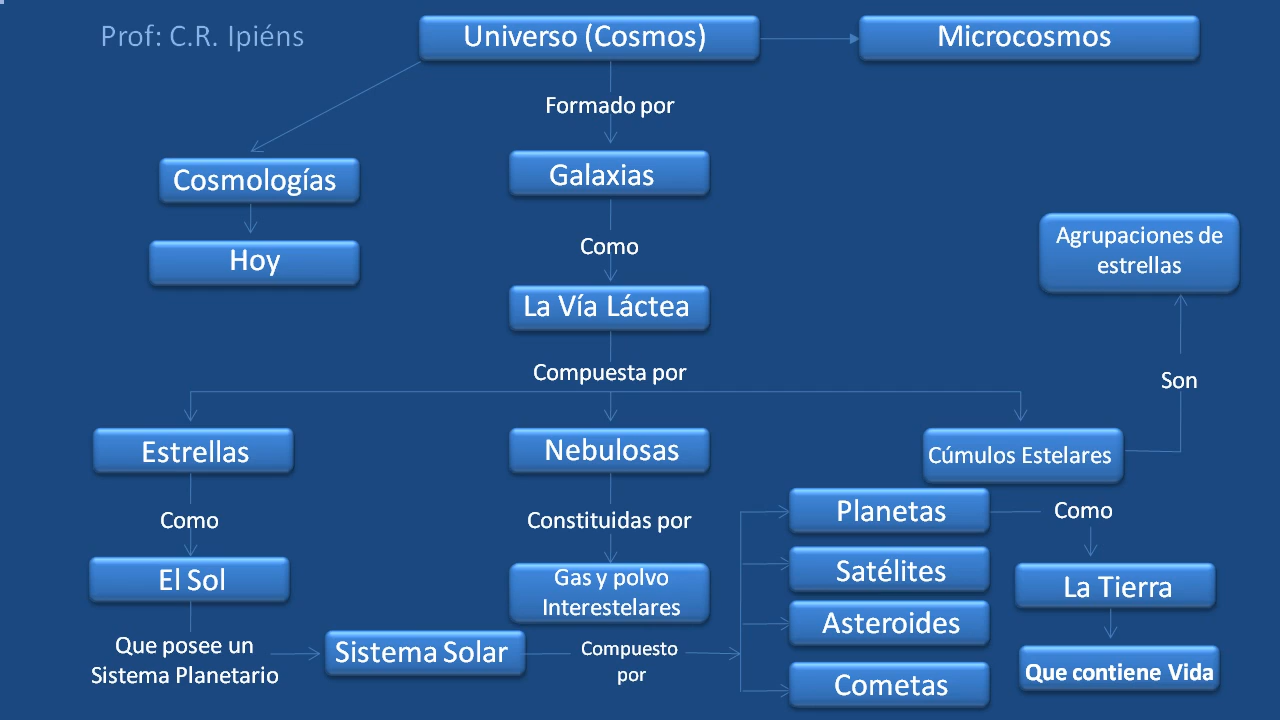 Prof: C.R. Ipiéns
Universo (Cosmos)
Microcosmos
Formado por
Cosmologías
Galaxias
Hoy
Como
La Vía Láctea
Agrupaciones de
estrellas
Compuesta por
Son
Estrellas
Nebulosas
Cúmulos Estelares
Como
Constituidas por
Planetas
Como
El Sol
Gas y polvo
Interestelares
Satélites
La Tierra
Asteroides
Que posee un
Sistema Planetario
Sistema Solar
Compuesto
por
Cometas
Que contiene Vida